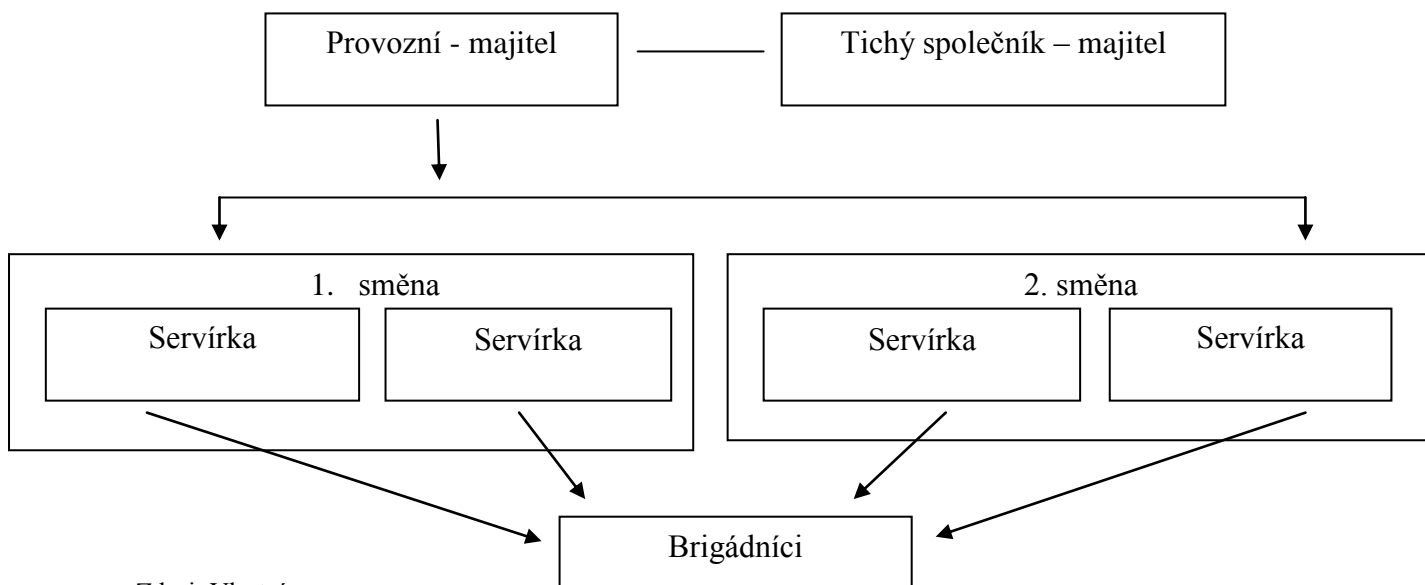 Provozní - majitel
Tichý společník – majitel
1. směna
2. směna
Servírka
Servírka
Servírka
Servírka
Brigádníci